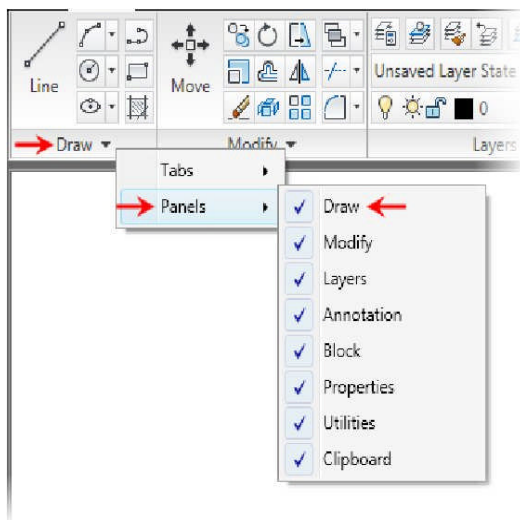 Line
Move
Unsaved Layer State
0
Draw
Modify
Layers
Tabs
Panels
Draw
Modify
Layers
Annotation
Block
Properties
Utilities
Clipboard